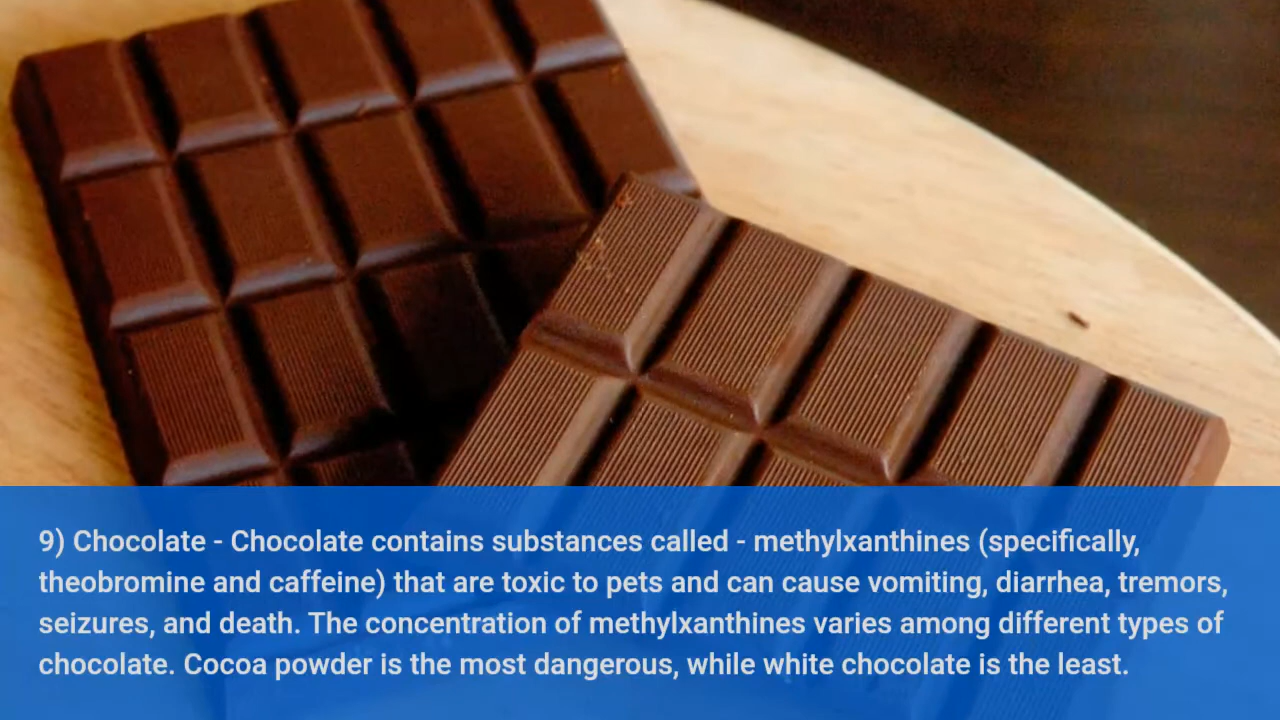 9) Chocolate - Chocolate contains substances called - methylxanthines (specifically,
theobromine and caffeine) that are toxic to pets and can cause vomiting, diarrhea, tremors,
seizures, and death. The concentration of methylxanthines varies among different types of
chocolate. Cocoa powder is the most dangerous, while white chocolate is the least.